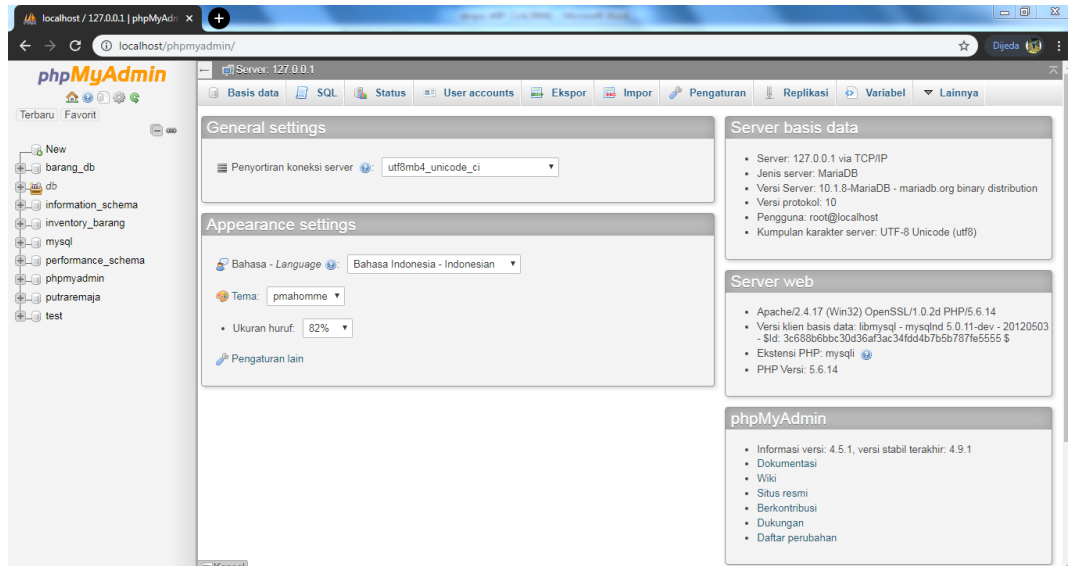 localhost / 127.0.0.1 | phpMyAdm
localhost/phpmyadmin/
Dijeda
phpMyAdmin
Terbaru Favorit
New
barang_db
db
information_schema
inventory_barang
mysql
performance_schema
phpmyadmin
putraremaja
test
Server: 127.0.0.1
Basis data SQL Status User accounts Ekspor Impor Pengaturan Replikasi Variabel Lainnya
General settings
Penyortiran koneksi server : utf8mb4_unicode_ci
Appearance settings
Bahasa - Language : Bahasa Indonesia - Indonesian
Tema: pmahomme
Ukuran huruf: 82%
Pengaturan lain
Server basis data
Server: 127.0.0.1 via TCP/IP
Jenis server: MariaDB
Versi Server: 10.1.8-MariaDB - mariadb.org binary distribution
Versi protokol: 10
Pengguna: root@localhost
Kumpulan karakter server: UTF-8 Unicode (utf8)
Server web
Apache/2.4.17 (Win32) OpenSSL/1.0.2d PHP/5.6.14
Versi klien basis data: libmysql - mysqlnd 5.0.11-dev - 20120503
- $Id: 3c688b6bbc30d36af3ac34fdd4b7b5b787fe5555 $
Ekstensi PHP: mysqli
PHP Versi: 5.6.14
phpMyAdmin
Informasi versi: 4.5.1, versi stabil terakhir: 4.9.1
Dokumentasi
Wiki
Situs resmi
Berkontribusi
Dukungan
Daftar perubahan